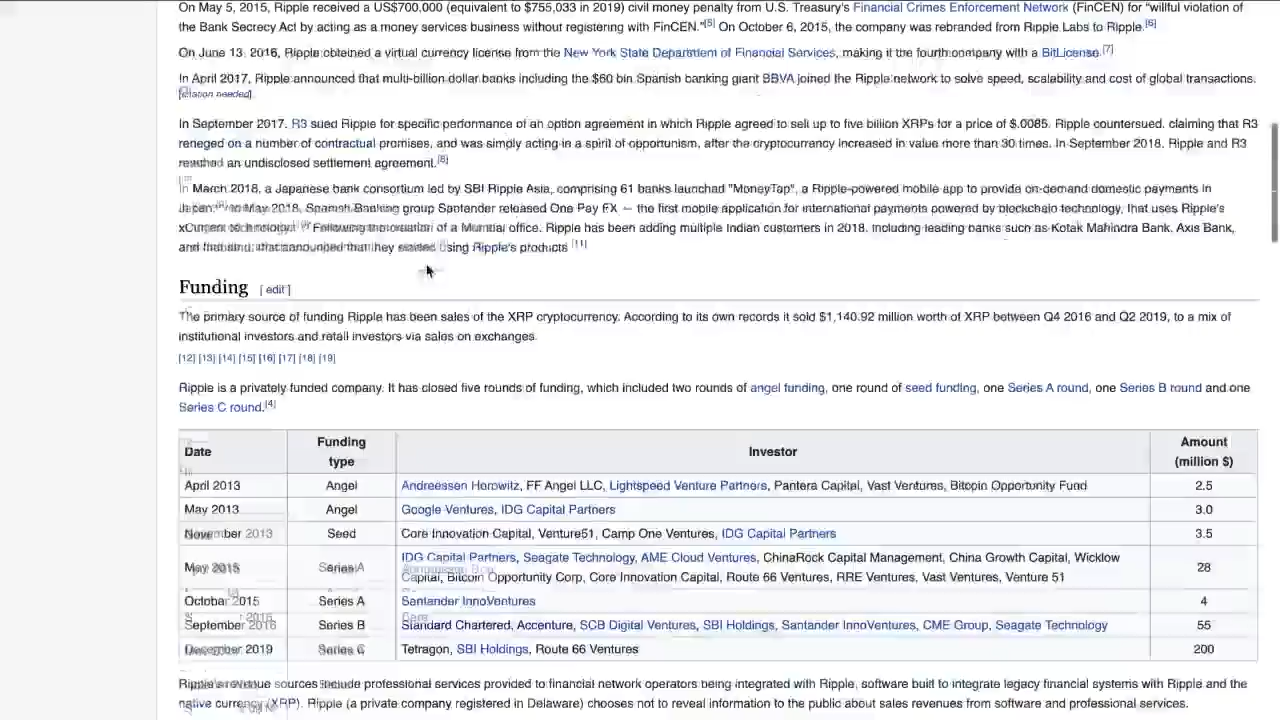 On May 5, 2015, Ripple received a US$700,000 (equivalent to $755,033 in 2019) civil money penalty from U.S. Treasury's Financial Crimes Enforcement Network (FinCEN) for "willful violation of
the Bank Secrecy Act by acting as a money services business without registering with FinCEN."[5] On October 6, 2015, the company was rebranded from Ripple Labs to Ripple.[6]
On June 13, 2016, Ripple obtained a virtual currency license from the New York State Department of Financial Services, making it the fourth company with a BitLicense.[7]
In April 2017, Ripple announced that multi-billion dollar banks including the $60 bln Spanish banking giant BBVA joined the Ripple network to solve speed, scalability and cost of global transactions.
[citation needed]
In September 2017, R3 sued Ripple for specific performance of an option agreement in which Ripple agreed to sell up to five billion XRPs for a price of $.0085. Ripple countersued, claiming that R3
reneged on a number of contractual promises, and was simply acting in a spirit of opportunism, after the cryptocurrency increased in value more than 30 times. In September 2018, Ripple and R3
reached an undisclosed settlement agreement.[8]
In March 2018, a Japanese bank consortium led by SBI Ripple Asia, comprising 61 banks launched "MoneyTap", a Ripple-powered mobile app to provide on-demand domestic payments in
Japan. In May 2018, Spanish Banking group Santander released One Pay FX — the first mobile application for international payments powered by blockchain technology, that uses Ripple's
Following the creation of a Mumbai office, Ripple has been adding multiple Indian customers in 2018, including leading banks such as Kotak Mahindra Bank, Axis Bank,
and announced that they using Ripple's products [11]
Funding [ edit ]
The primary source of funding Ripple has been sales of the XRP cryptocurrency. According to its own records it sold $1,140.92 million worth of XRP between Q4 2016 and Q2 2019, to a mix of
institutional investors and retail investors via sales on exchanges.
[12] [13] [14] [15] [16] [17] [18] [19]
Ripple is a privately funded company. It has closed five rounds of funding, which included two rounds of angel funding, one round of seed funding, one Series A round, one Series B round and one
Series C round.[4]
Date Funding type Investor Amount (million $)
April 2013 Angel Andreessen Horowitz, FF Angel LLC, Lightspeed Venture Partners, Pantera Capital, Vast Ventures, Bitcoin Opportunity Fund 2.5
May 2013 Angel Google Ventures, IDG Capital Partners 3.0
November 2013 Seed Core Innovation Capital, Venture51, Camp One Ventures, IDG Capital Partners 3.5
May 2015 Series A IDG Capital Partners, Seagate Technology, AME Cloud Ventures, ChinaRock Capital Management, China Growth Capital, Wicklow
Capital, Bitcoin Opportunity Corp, Core Innovation Capital, Route 66 Ventures, RRE Ventures, Vast Ventures, Venture 51 28
October 2015 Series A Santander InnoVentures 4
September 2016 Series B Standard Chartered, Accenture, SCB Digital Ventures, SBI Holdings, Santander InnoVentures, CME Group, Seagate Technology 55
December 2019 Series C Tetragon, SBI Holdings, Route 66 Ventures 200
Ripple's revenue sources include professional services provided to financial network operators being integrated with Ripple, software built to integrate legacy financial systems with Ripple and the
native currency (XRP). Ripple (a private company registered in Delaware) chooses not to reveal information to the public about sales revenues from software and professional services.